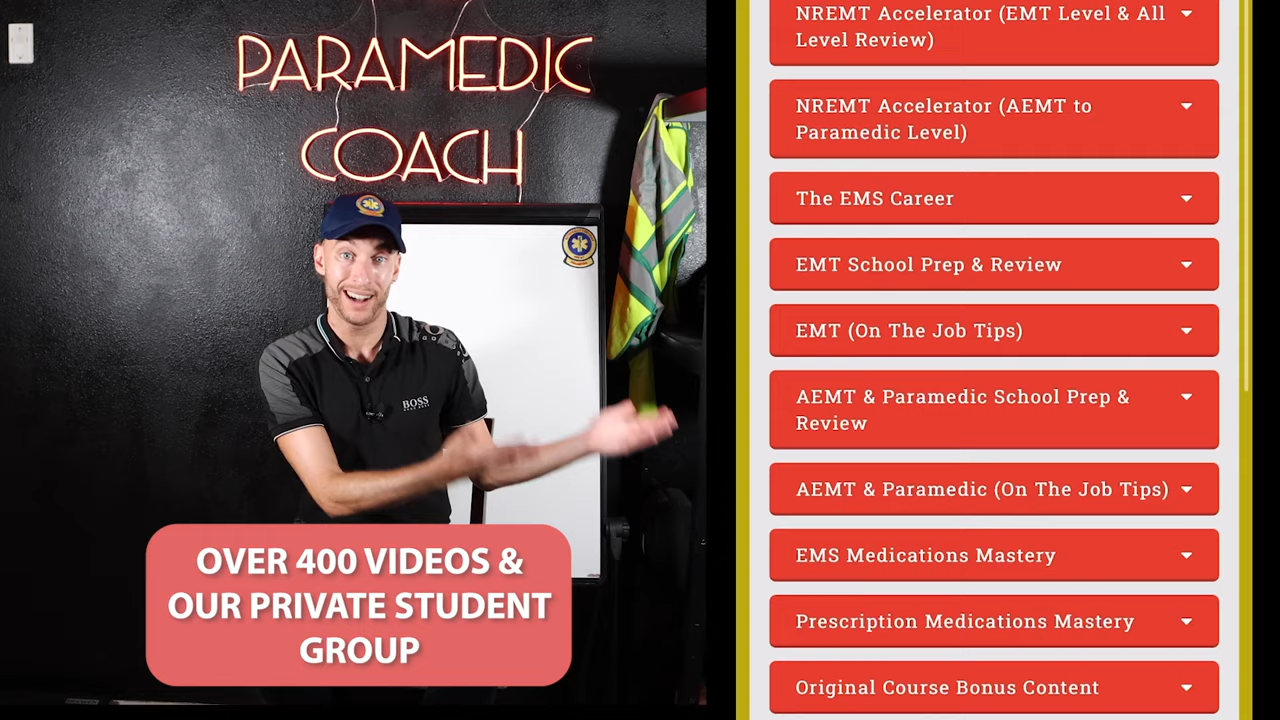 PARAMEDIC
COACH
BOSS
OVER 400 VIDEOS &
OUR PRIVATE STUDENT
GROUP
NREMT Accelerator (EMT Level & All
Level Review)
NREMT Accelerator (AEMT to
Paramedic Level)
The EMS Career
EMT School Prep & Review
EMT (On The Job Tips)
AEMT & Paramedic School Prep &
Review
AEMT & Paramedic (On The Job Tips)
EMS Medications Mastery
Prescription Medications Mastery
Original Course Bonus Content